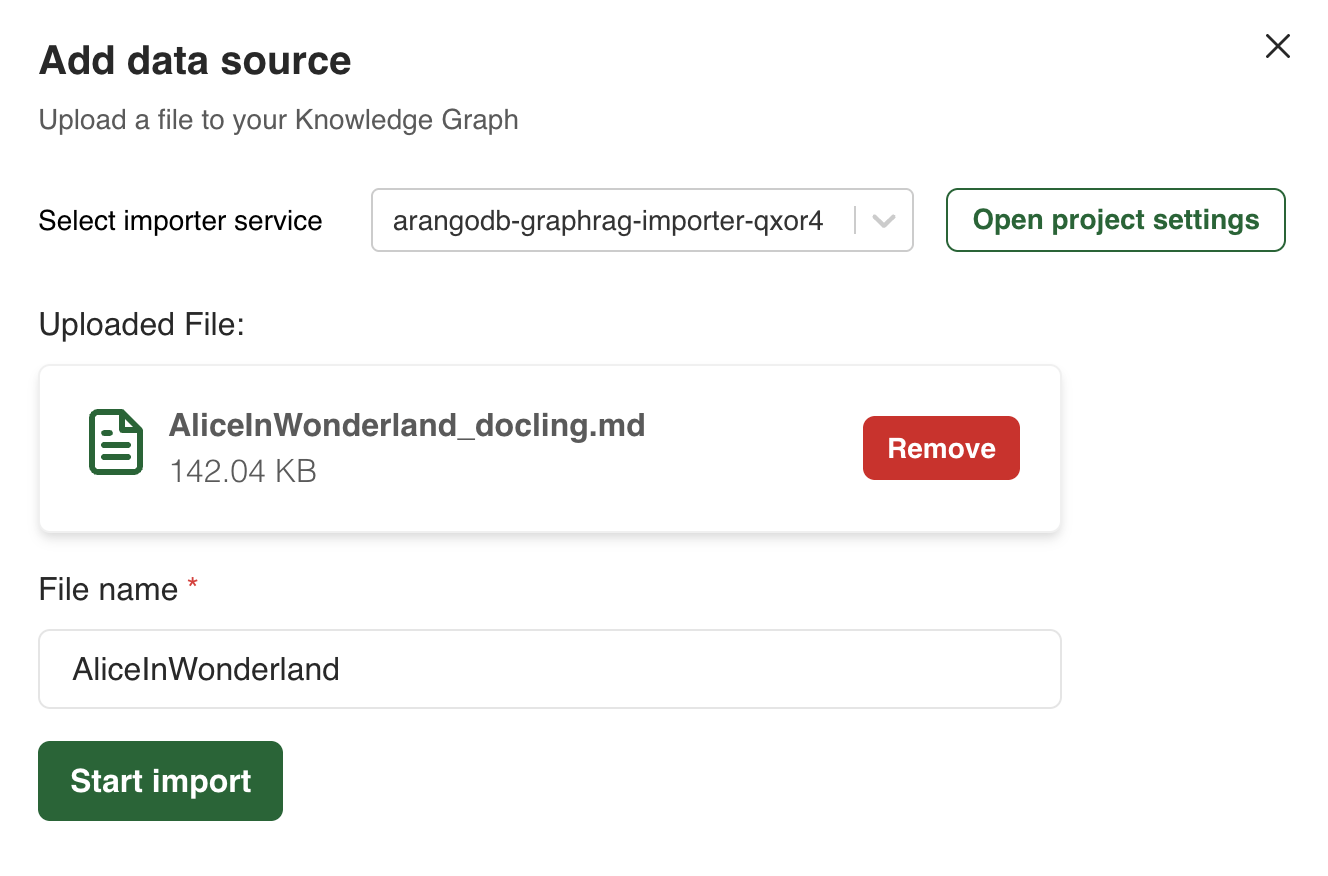 Add data source
Upload a file to your Knowledge Graph
Select importer service
arangodb-graphrag-importer-qxor4
Open project settings
Uploaded File:
AliceInWonderland_docling.md
142.04 KB
Remove
File name *
AliceInWonderland
Start import